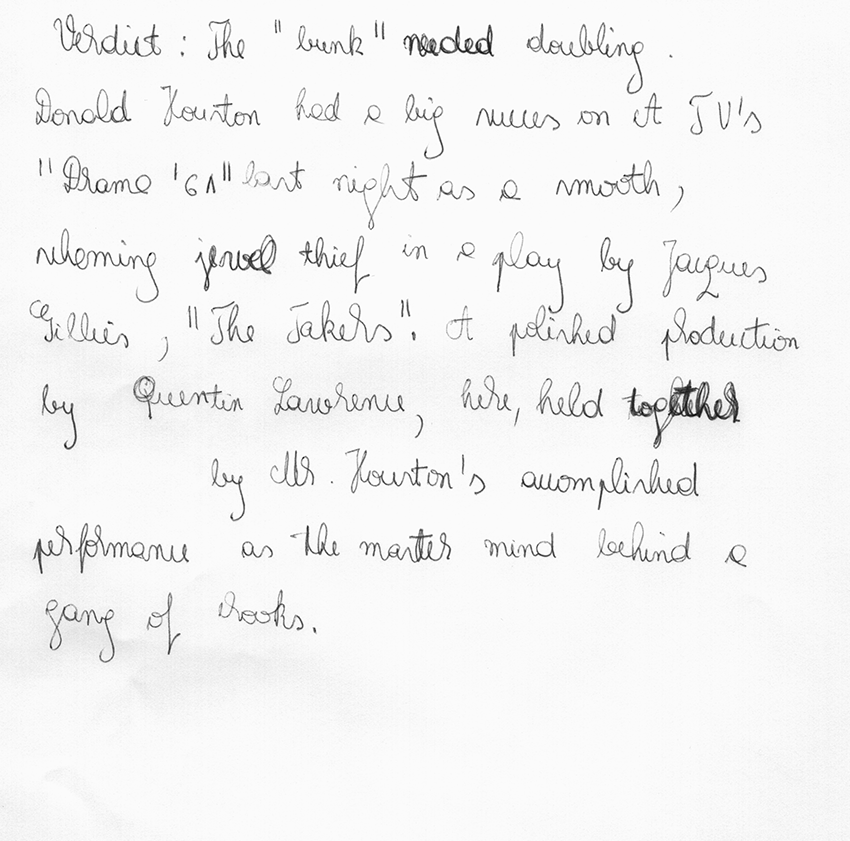 Verdict : The "bunk" needed doubling .
Donald Houston had a big succes on A TV's
"Drama '61" last night as a smooth ,
scheming jewel thief in a play by Jacques
Gillies , "The Takers". A polished production
by Quentin Lawrence, here, held together
by Mr. Houston's accomplished
performance as the master mind behind a
gang of crooks.